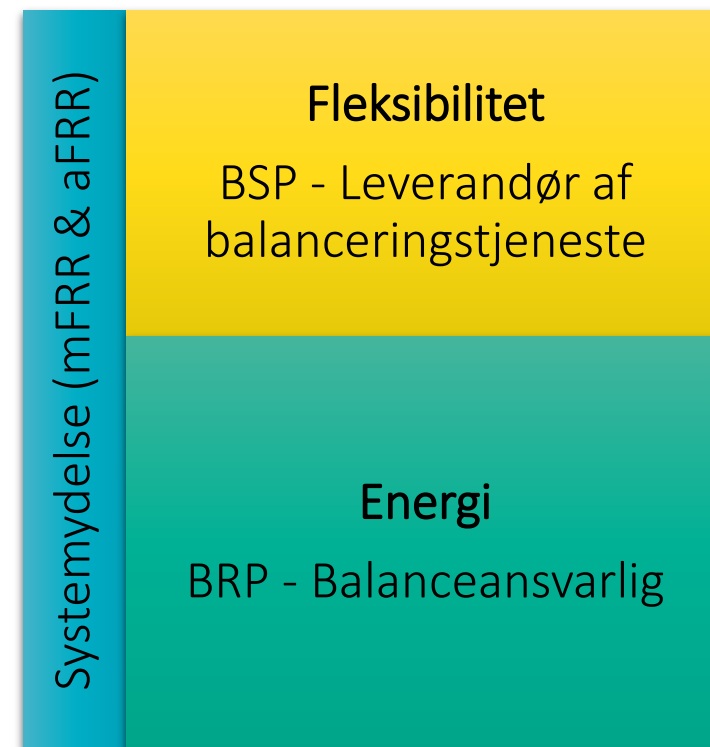 Systemydelse (mFRR & aFRR)
Fleksibilitet
BSP - Leverandør af
balanceringstjeneste
Energi
BRP - Balanceansvarlig